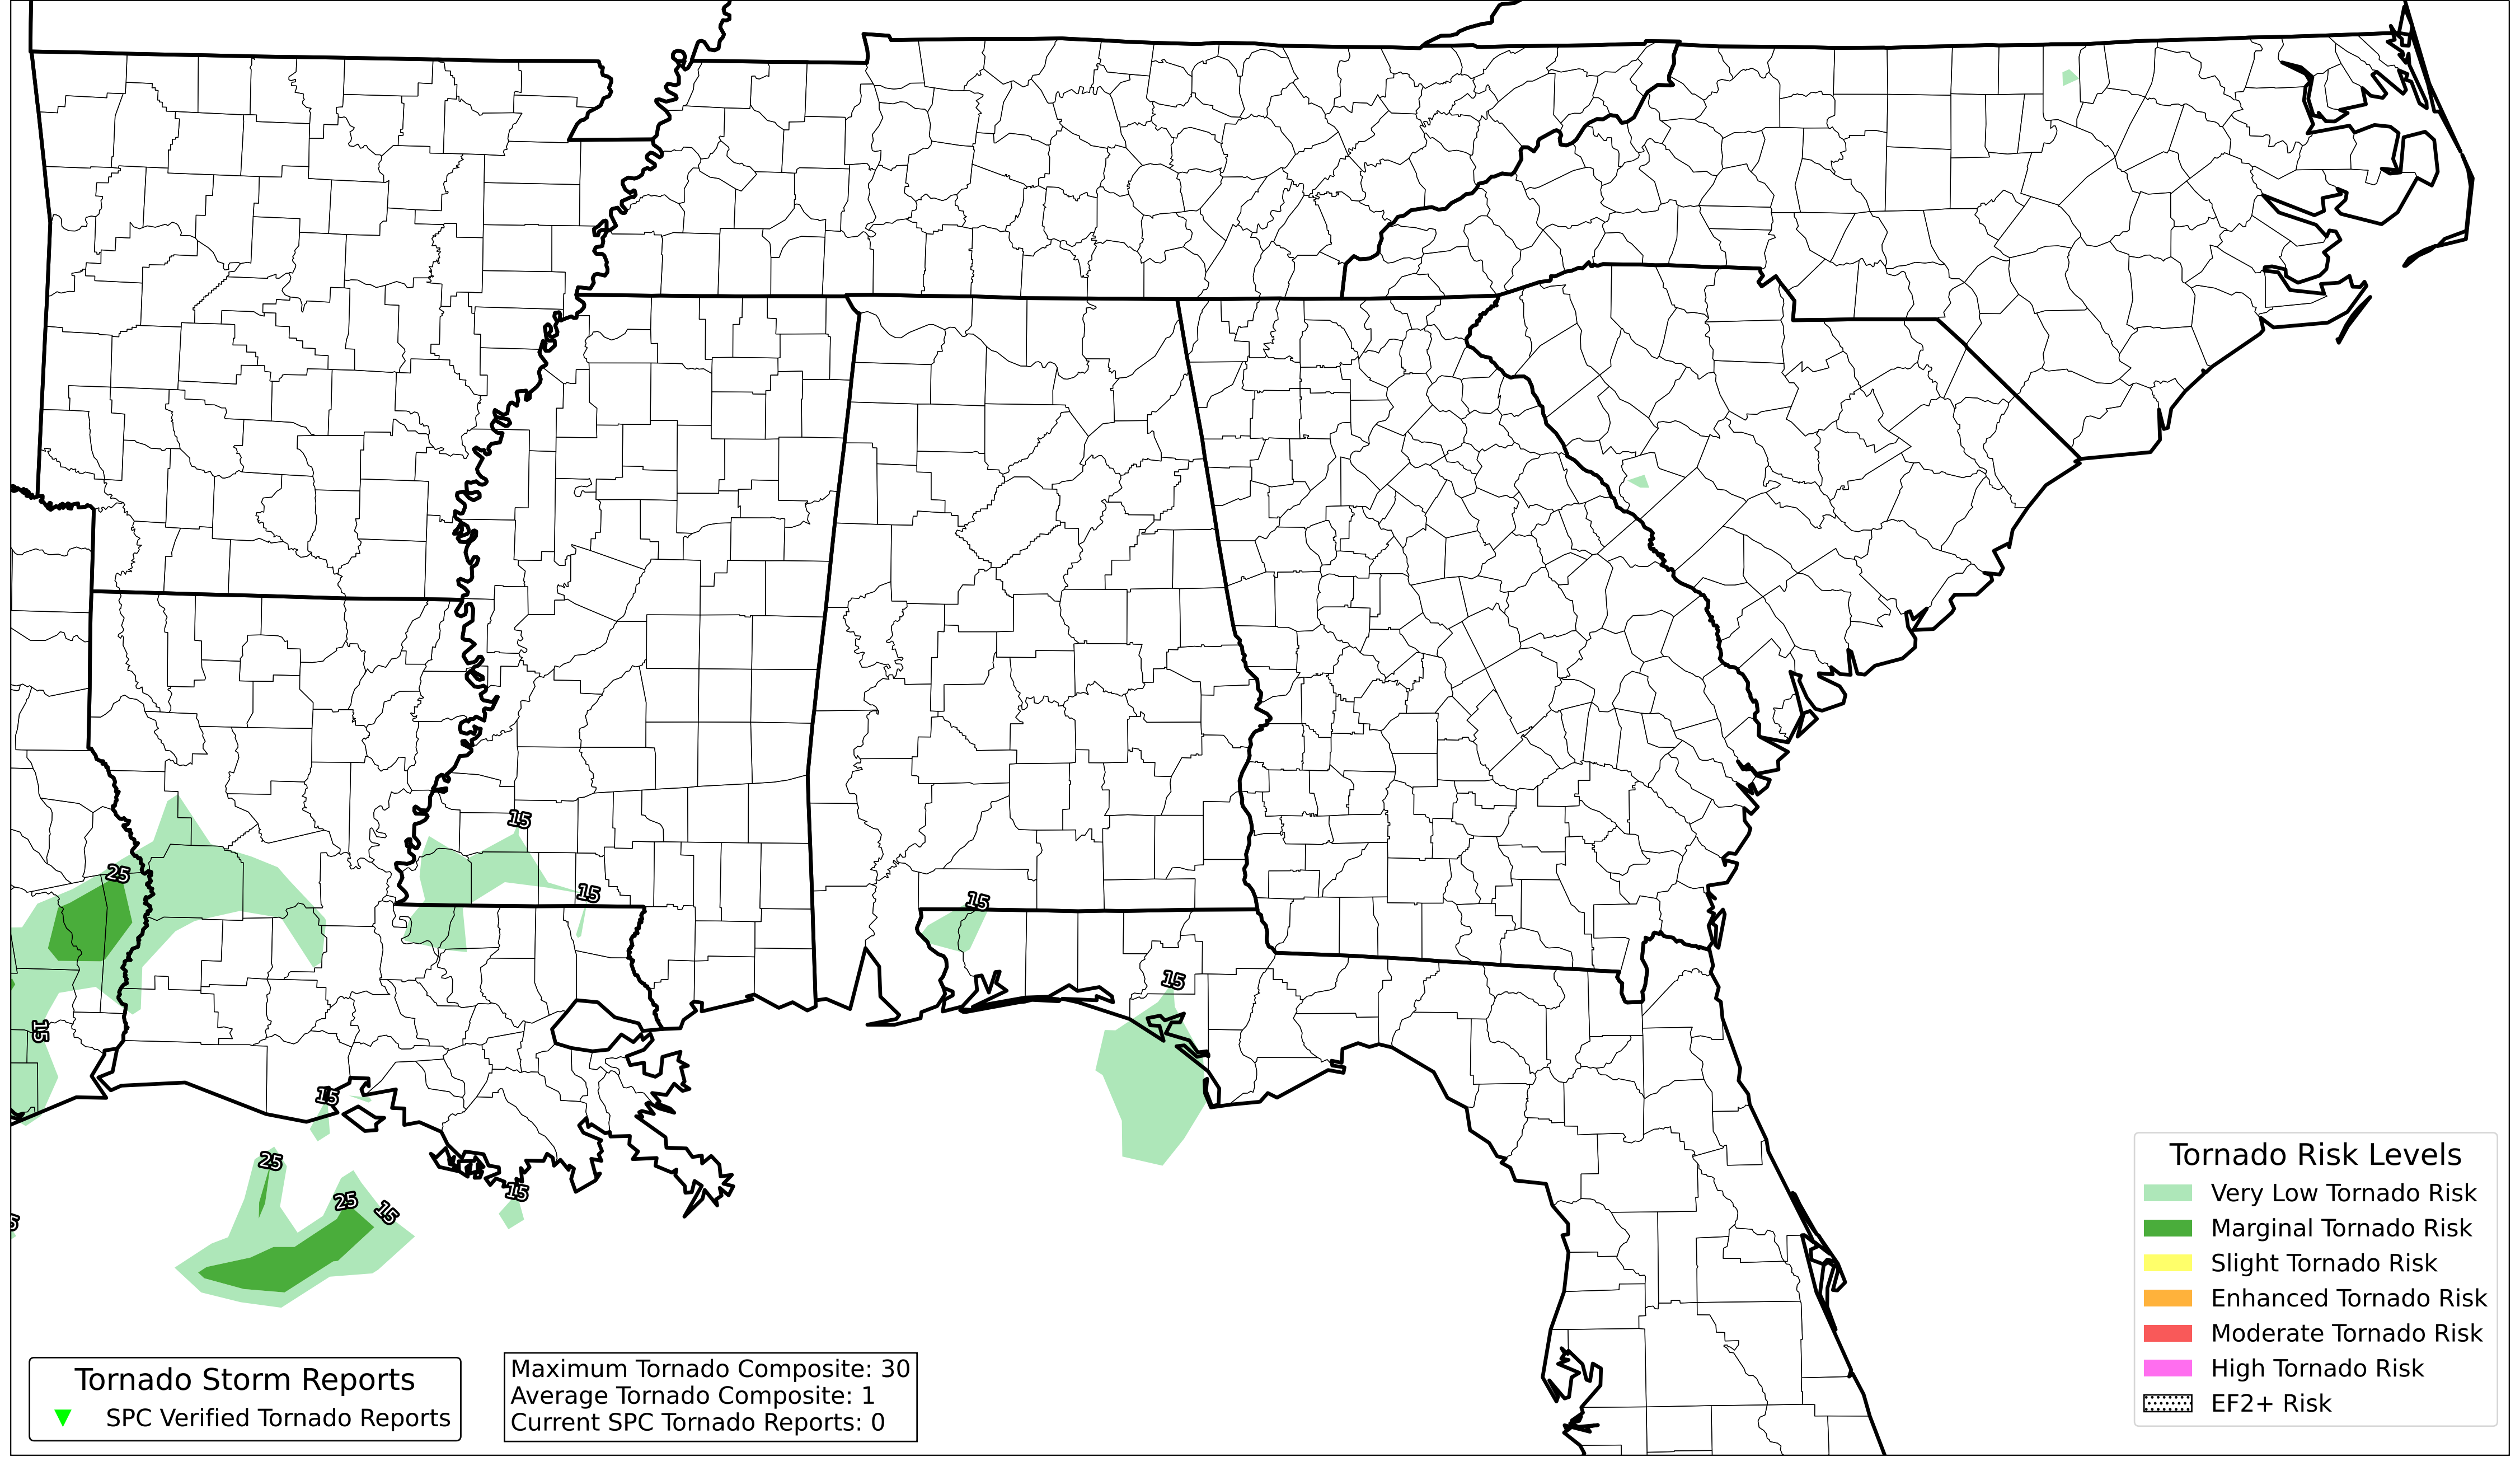 15
25
15
15
15
15
15
25
25
15
15
Tornado Risk Levels
Very Low Tornado Risk
Marginal Tornado Risk
Slight Tornado Risk
Enhanced Tornado Risk
Moderate Tornado Risk
High Tornado Risk
EF2+ Risk
Tornado Storm Reports
SPC Verified Tornado Reports
Maximum Tornado Composite: 30
Average Tornado Composite: 1
Current SPC Tornado Reports: 0